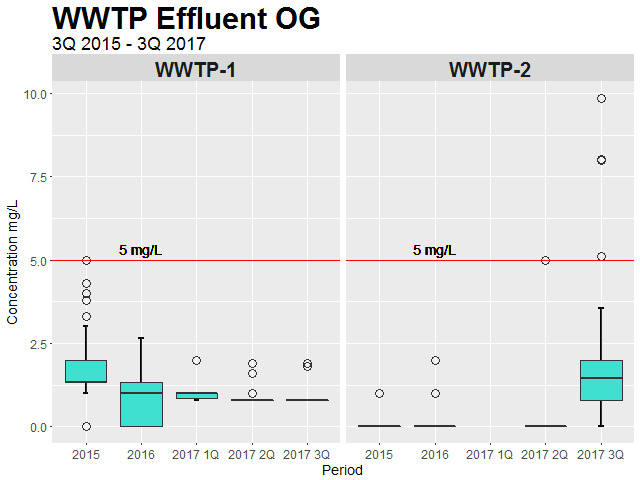 WWTP Effluent OG
3Q 2015 - 3Q 2017
WWTP-1 WWTP-2
Concentration mg/L
10.0
7.5
5.0
2.5
0.0
5 mg/L 5 mg/L
2015 2016 2017 1Q 2017 2Q 2017 3Q 2015 2016 2017 1Q 2017 2Q 2017 3Q
Period